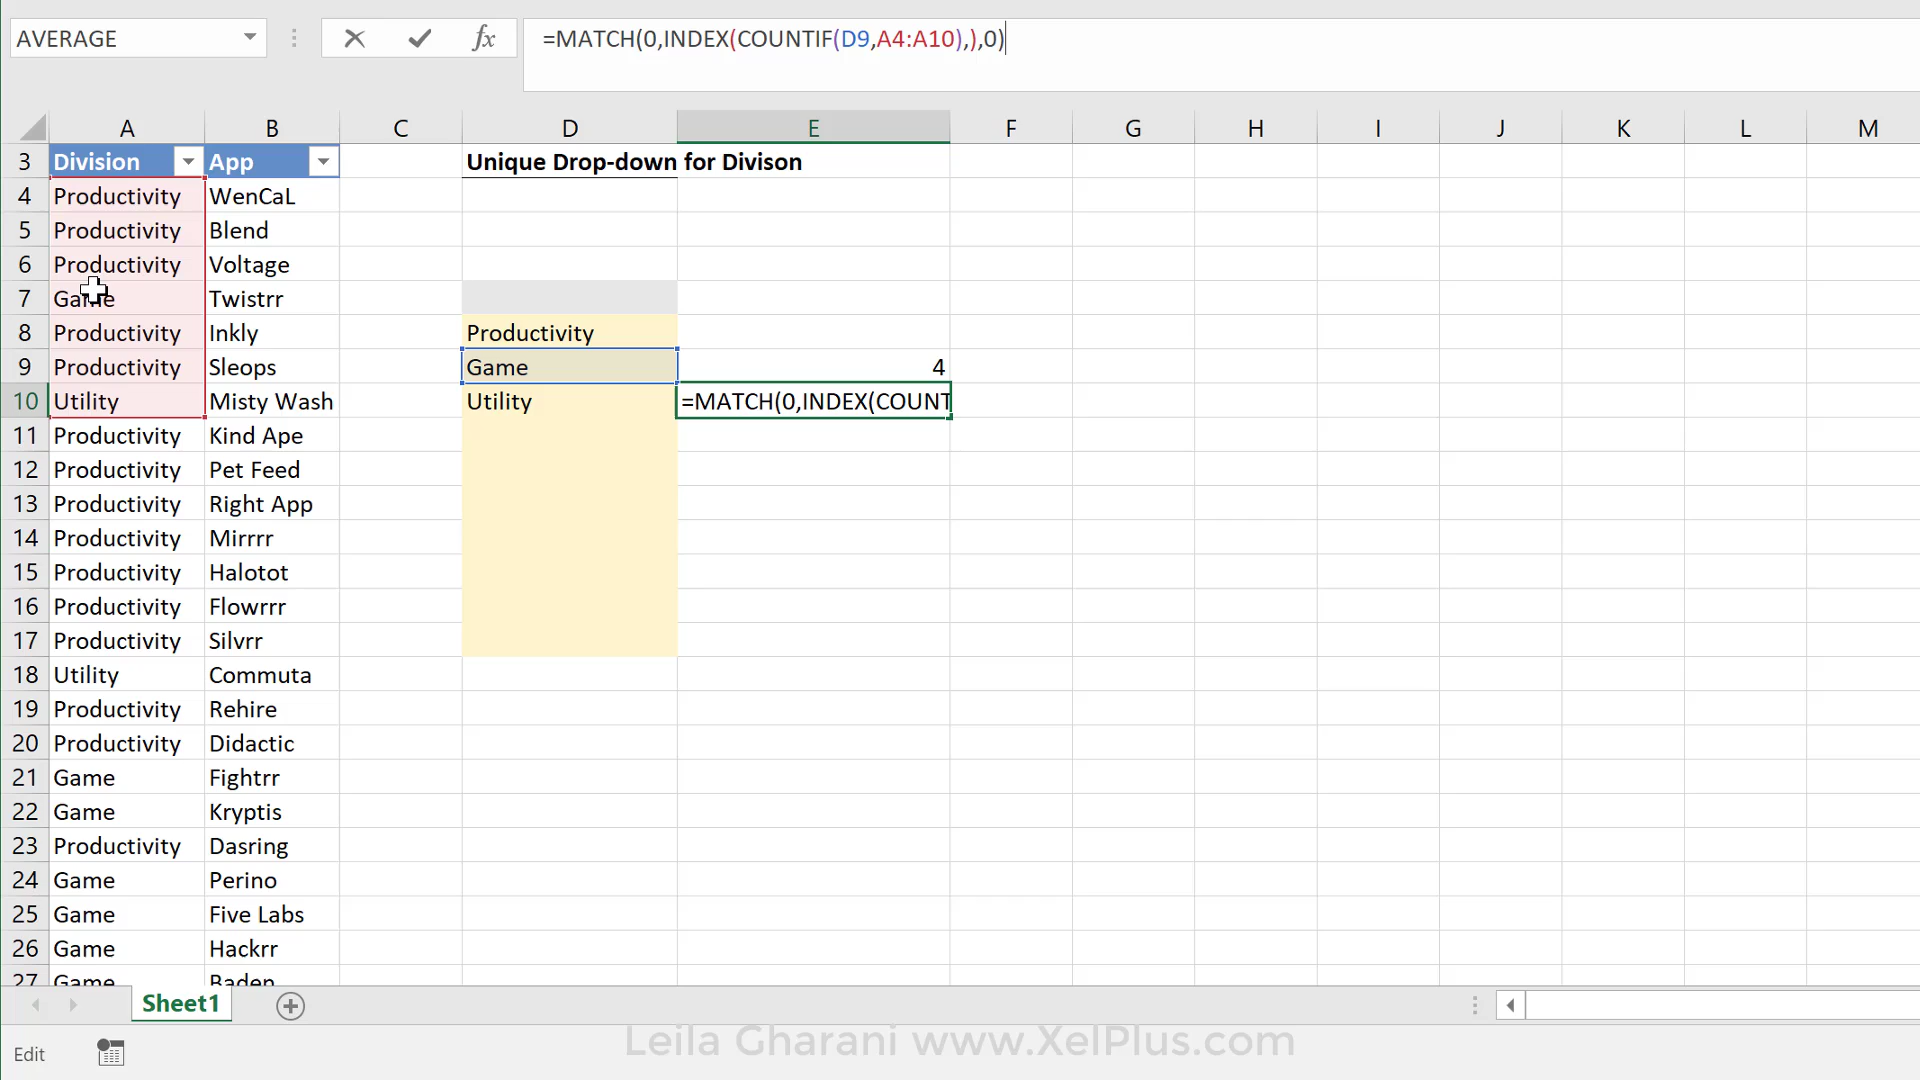 AVERAGE fx =MATCH(0,INDEX(COUNTIF(D9,A4:A10),),0)
A B C D E F G H I J K L M
3 Division App Unique Drop-down for Divison
4 Productivity WenCaL
5 Productivity Blend
6 Productivity Voltage
7 Game Twistrr
8 Productivity Inkly Productivity
9 Productivity Sleops Game 4
10 Utility Misty Wash Utility =MATCH(0,INDEX(COUNT
11 Productivity Kind Ape
12 Productivity Pet Feed
13 Productivity Right App
14 Productivity Mirrrr
15 Productivity Halotot
16 Productivity Flowrrr
17 Productivity Silvrr
18 Utility Commuta
19 Productivity Rehire
20 Productivity Didactic
21 Game Fightrr
22 Game Kryptis
23 Productivity Dasring
24 Game Perino
25 Game Five Labs
26 Game Hackrr
27 Game Baden
Sheet1
Edit
Leila Gharani www.XelPlus.com